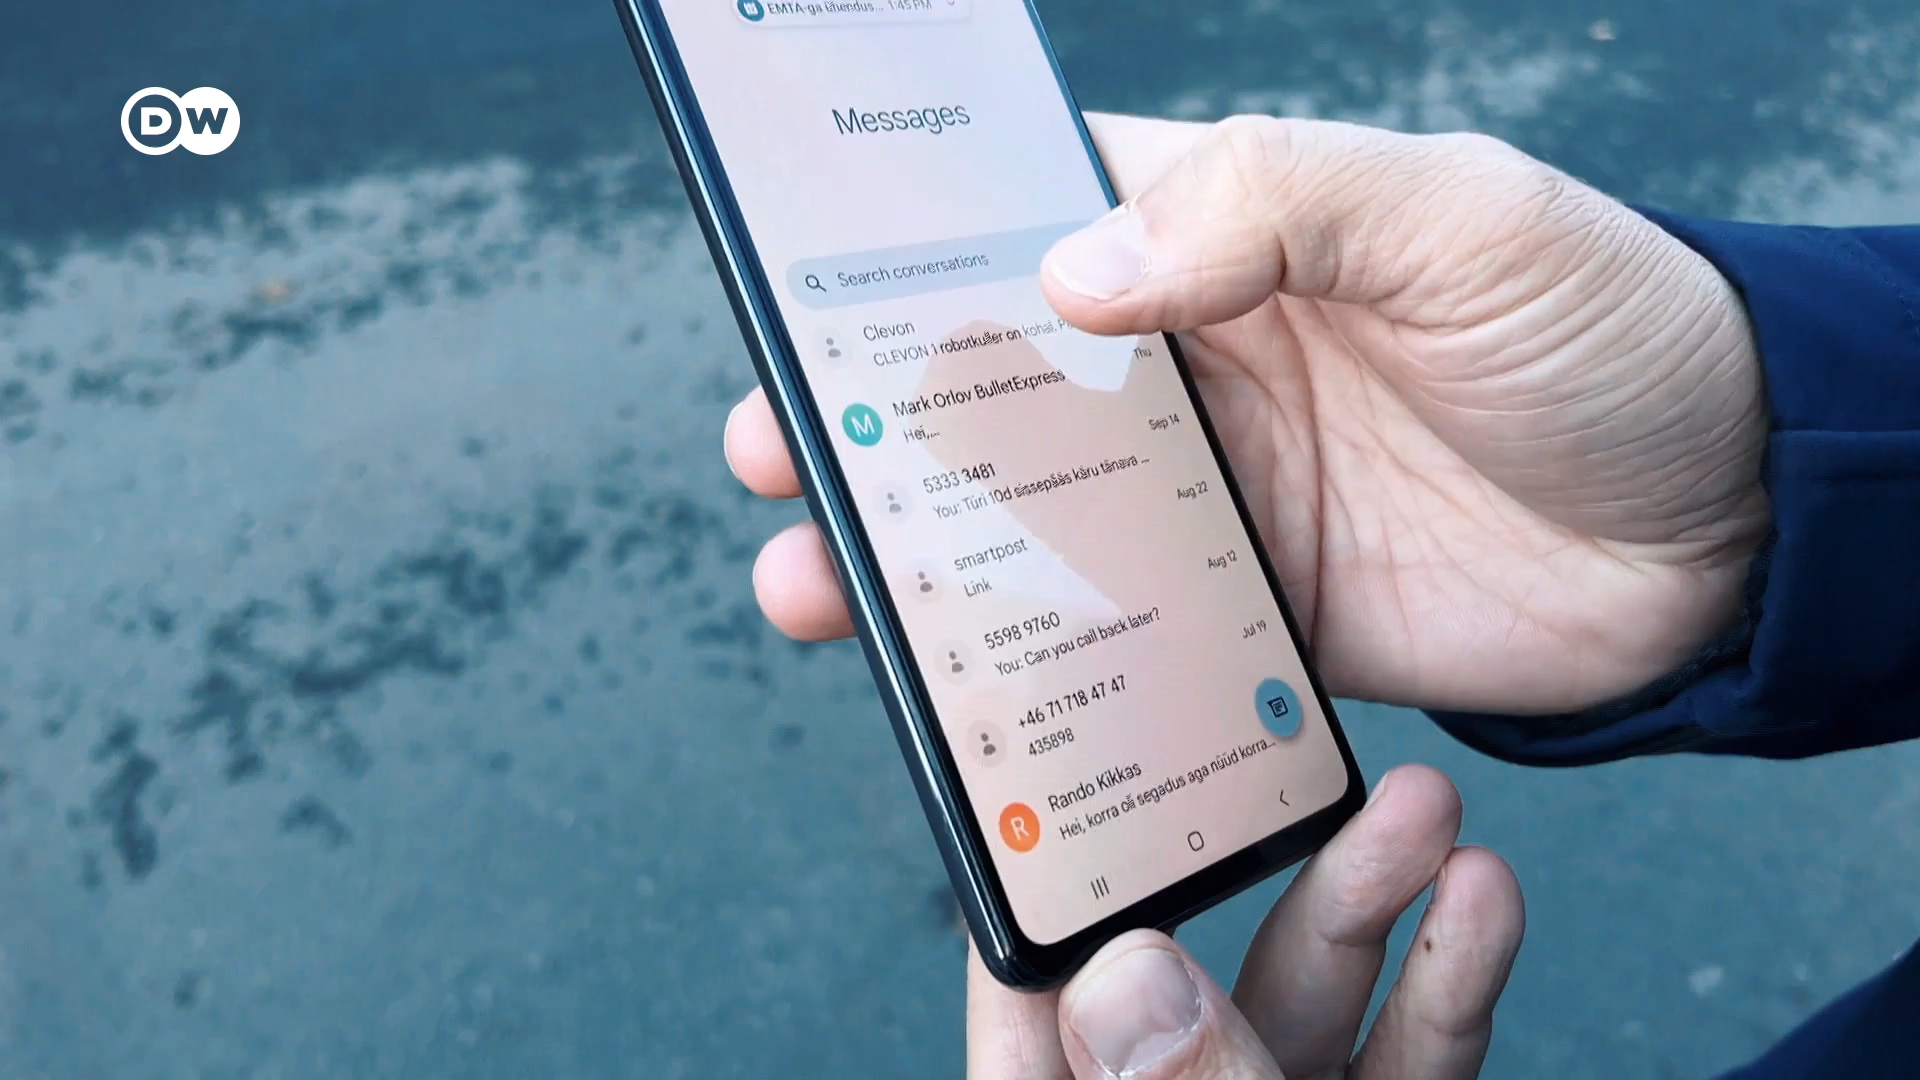 EMTA-ga ühendus... 1:45 PM
DW
Messages
Search conversations
Clevon
CLEVON 1 robotkuller on kohal.
Thu
Mark Orlov BulletExpress
Hei,...
Sep 14
5333 3481
You: Türi 10d sissepääs käru tänava ...
Aug 22
smartpost
Link
Aug 12
5598 9760
You: Can you call back later?
Jul 19
+46 71 718 47 47
435898
Rando Kikkas
Hei, korra oli segadus aga nüüd korra...
M
R